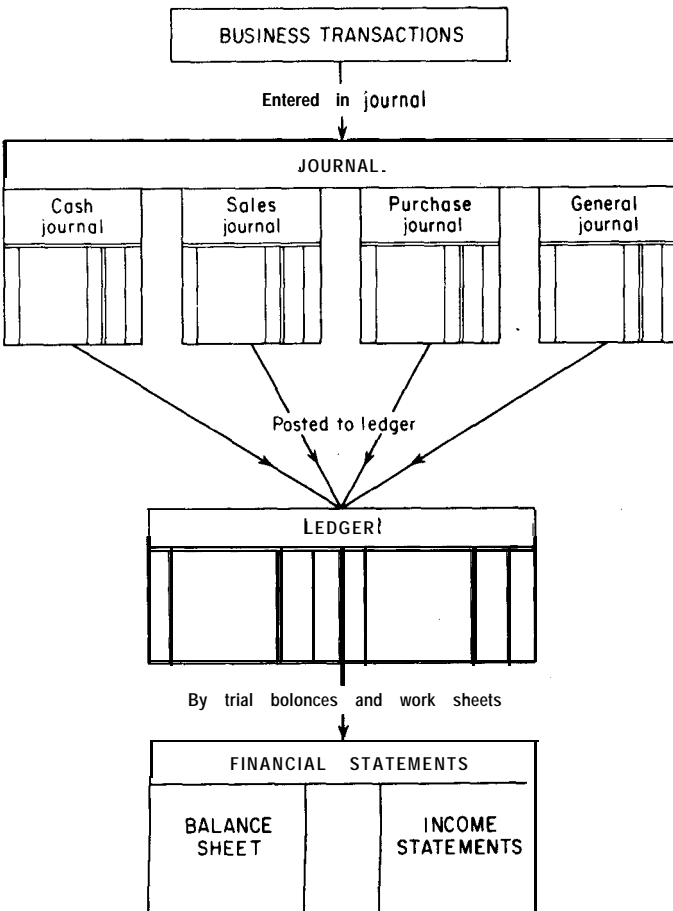 BUSINESS TRANSACTIONS
Entered in journal
JOURNAL.
Cash
journal
Sales
journal
Purchase
journal
General
journal
Posted to ledger
LEDGER
By trial bolonces and work sheets
FINANCIAL STATEMENTS
BALANCE
SHEET
INCOME
STATEMENTS